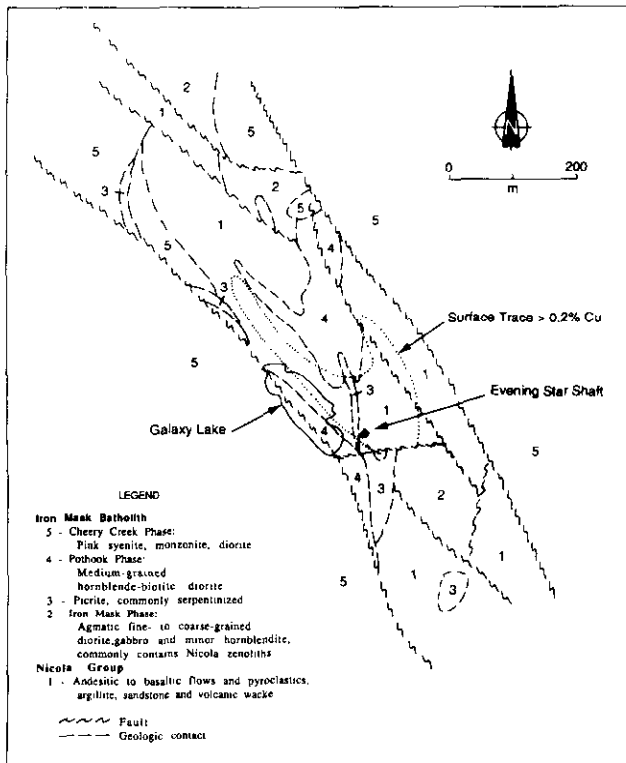 2
1
5
5
N
0
200
m
3
2
5
5
1
4
5
3
4
Surface Trace > 0.2% Cu
1
3
5
1
Evening Star Shaft
Galaxy Lake
4
5
4
3
2
LEGEND
Iron Mask Batholith
5 - Cherry Creek Phase:
Pink syenite, monzonite, diorite
4 - Pothook Phase:
Medium-grained
hornblende-biotite diorite
3 - Picrite, commonly serpentinized
2 Iron Mask Phase:
Agmatic fine- to coarse-grained
diorite,gabbro and minor hornblendite,
commonly contains Nicola zenoliths
Nicola Group
1 - Andesitic to basaltic flows and pyroclastics,
argillite, sandstone and volcanic wacke
Fault
Geologic contact
5
1
3
1